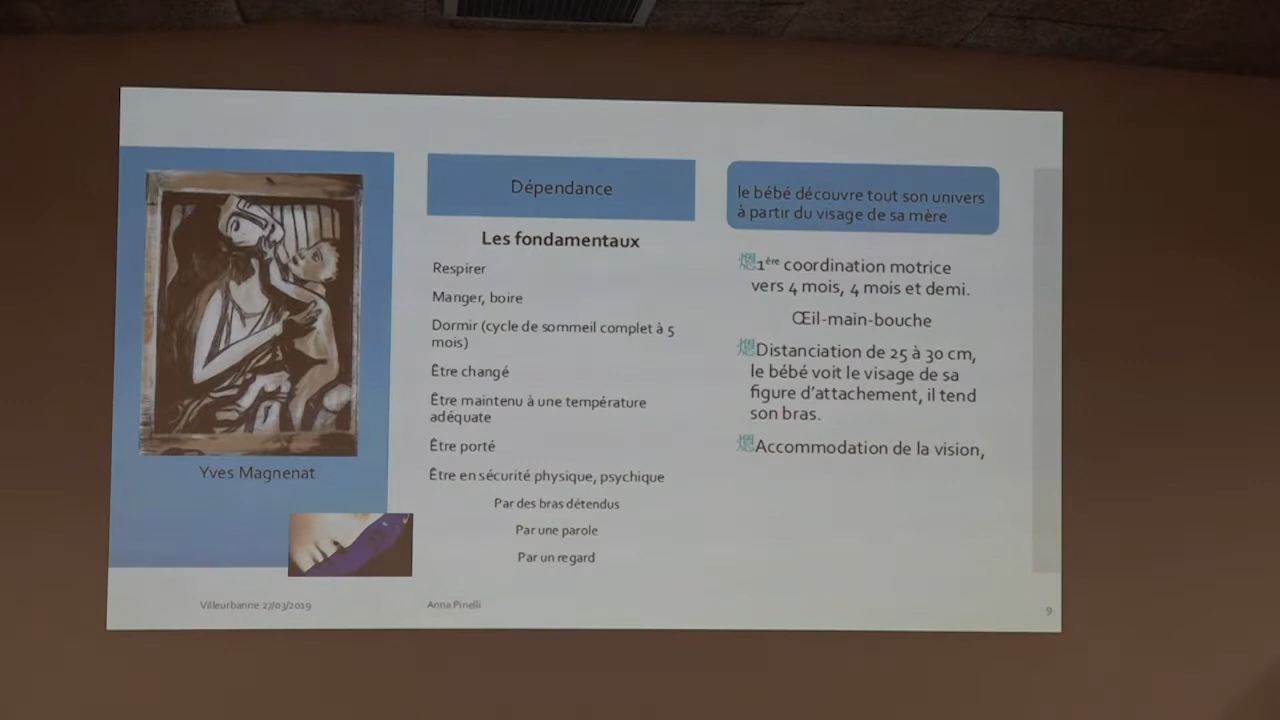 Yves Magnenat
Dépendance
Les fondamentaux
Respirer
Manger, boire
Dormir (cycle de sommeil complet à 5
mois)
Être changé
Être maintenu à une température
adéquate
Être porté
Être en sécurité physique, psychique
Par des bras détendus
Par une parole
Par un regard
le bébé découvre tout son univers
à partir du visage de sa mère
1ère coordination motrice
vers 4 mois, 4 mois et demi.
Œil-main-bouche
Distanciation de 25 à 30 cm,
le bébé voit le visage de sa
figure d’attachement, il tend
son bras.
Accommodation de la vision,
Villeurbanne 27/03/2019
Anna Pinelli
9